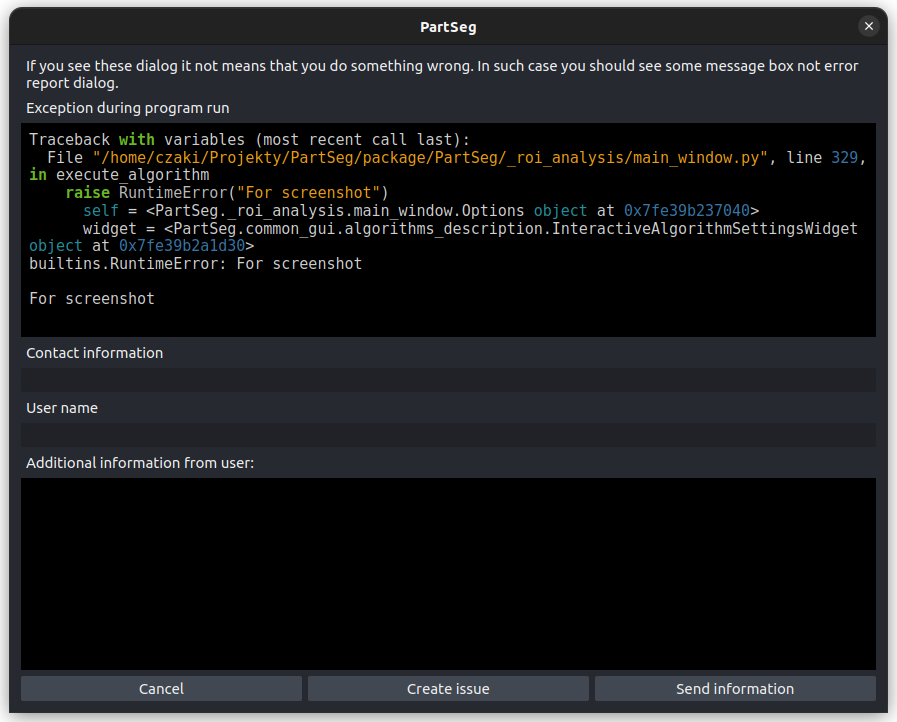 PartSeg
If you see these dialog it not means that you do something wrong. In such case you should see some message box not error
report dialog.
Exception during program run
Traceback with variables (most recent call last):
File "/home/czaki/Projekty/PartSeg/package/PartSeg/_roi_analysis/main_window.py", line 329,
in execute_algorithm
raise RuntimeError("For screenshot")
self = <PartSeg._roi_analysis.main_window.Options object at 0x7fe39b237040>
widget = <PartSeg.common_gui.algorithms_description.InteractiveAlgorithmSettingsWidget
object at 0x7fe39b2a1d30>
builtins.RuntimeError: For screenshot
For screenshot
Contact information
User name
Additional information from user:
Cancel
Create issue
Send information